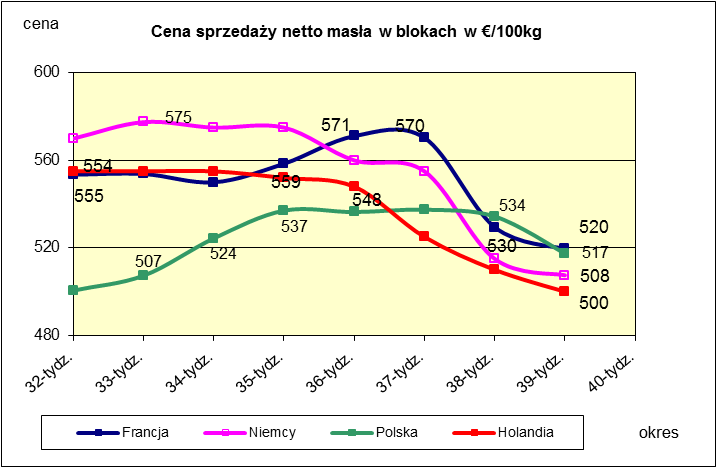 cena
Cena sprzedaży netto masła w blokach w €/100kg
600
575
571
570
560
554
559
555
548
534
537
520
530
517
524
520
507
508
500
480
32-tydz.
33-tydz.
34-tydz.
35-tydz.
36-tydz.
37-tydz.
38-tydz.
39-tydz.
40-tydz.
Francja
Niemcy
Polska
Holandia
okres